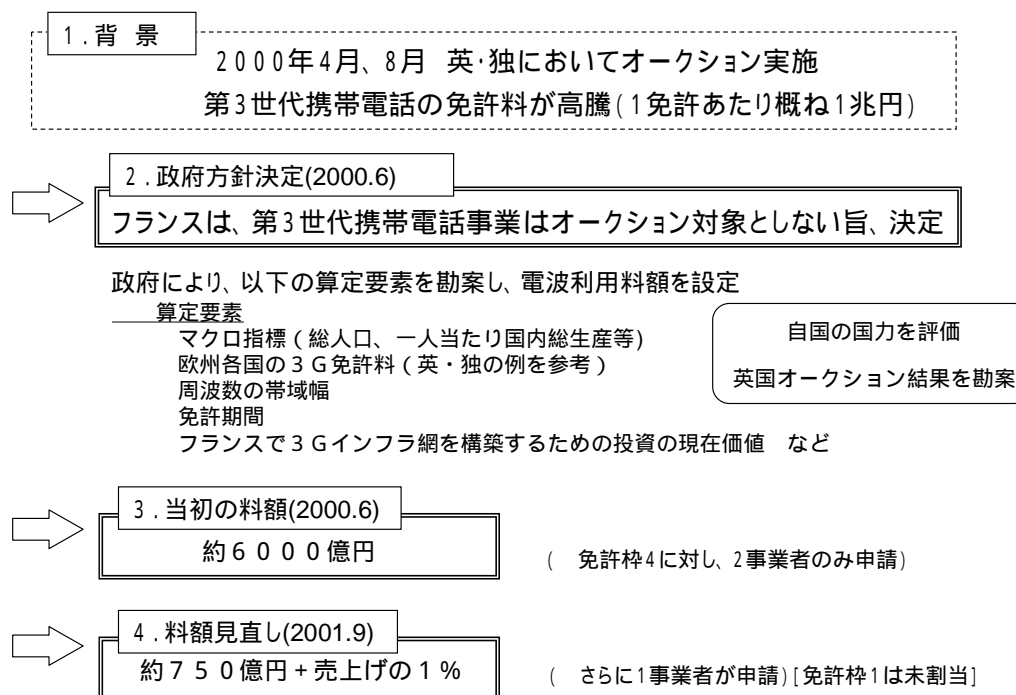 1.背 景
2000年4月、8月 英・独においてオークション実施
第3世代携帯電話の免許料が高騰(1免許あたり概ね1兆円)
2.政府方針決定(2000.6)
フランスは、第3世代携帯電話事業はオークション対象としない旨、決定
政府により、以下の算定要素を勘案し、電波利用料額を設定
算定要素
マクロ指標(総人口、一人当たり国内総生産等)
欧州各国の3G免許料(英・独の例を参考)
周波数の帯域幅
免許期間
フランスで3Gインフラ網を構築するための投資の現在価値 など
自国の国力を評価
英国オークション結果を勘案
3.当初の料額(2000.6)
約6000億円
( 免許枠4に対し、2事業者のみ申請)
4.料額見直し(2001.9)
約750億円+売上げの1%
( さらに1事業者が申請)[免許枠1は未割当]